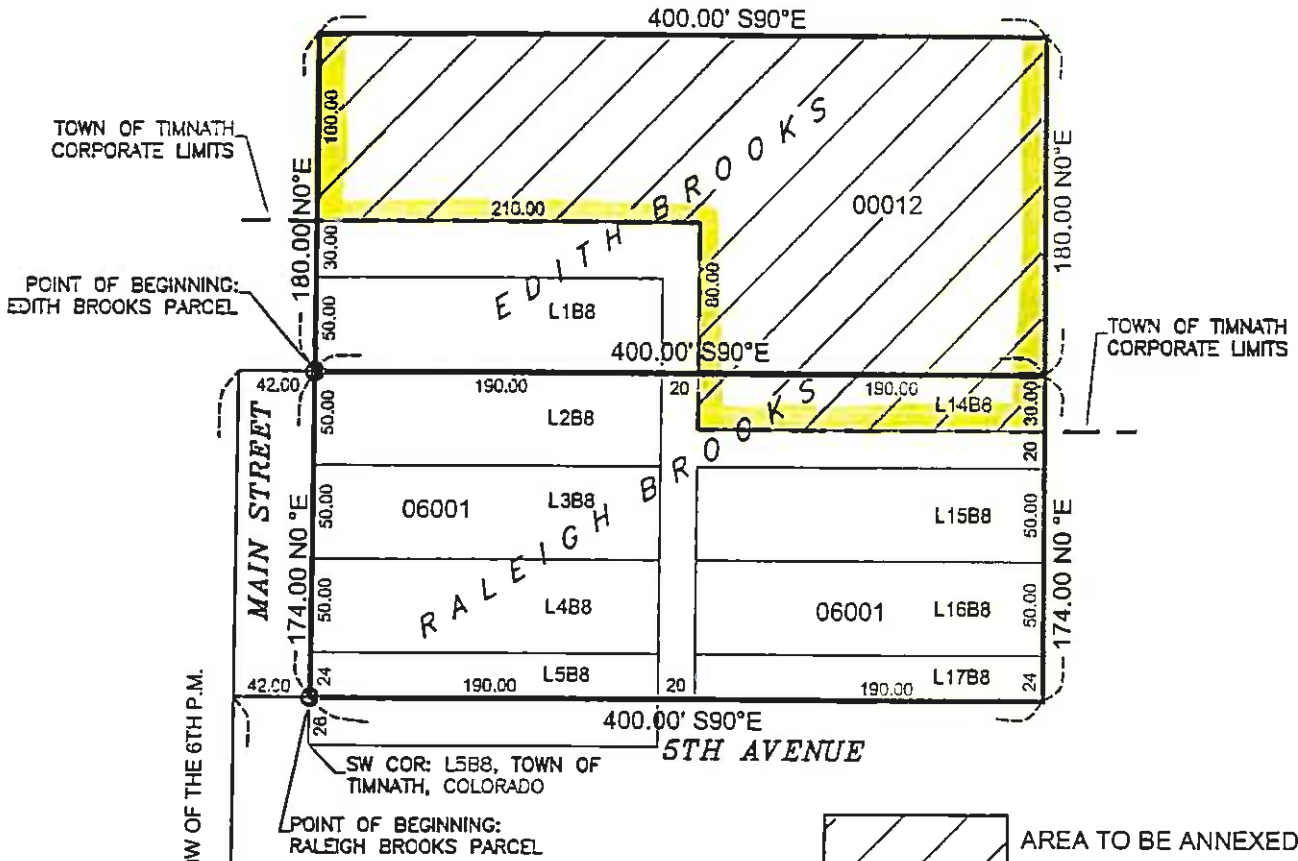 400.00' S90°E
TOWN OF TIMNATH
CORPORATE LIMITS
100.00
180.00 N0°E
210.00
EDITH BROOKS
00012
180.00 N0°E
30.00
80.00
POINT OF BEGINNING:
EDITH BROOKS PARCEL
50.00
L1B8
400.00' S90°E
TOWN OF TIMNATH
CORPORATE LIMITS
42.00
190.00
20
190.00
L14B8
30.00
MAIN STREET
50.00
L2B8
20
174.00 N0°E
50.00
06001
L3B8
RALEIGH BROOKS
L15B8
50.00
174.00 N0°E
50.00
L4B8
06001
L16B8
50.00
24
L5B8
L17B8
24
42.00
190.00
20
190.00
400.00' S90°E
26
5TH AVENUE
SW COR: L5B8, TOWN OF
TIMNATH, COLORADO
POINT OF BEGINNING:
RALEIGH BROOKS PARCEL
OF THE 6TH P.M.
AREA TO BE ANNEXED